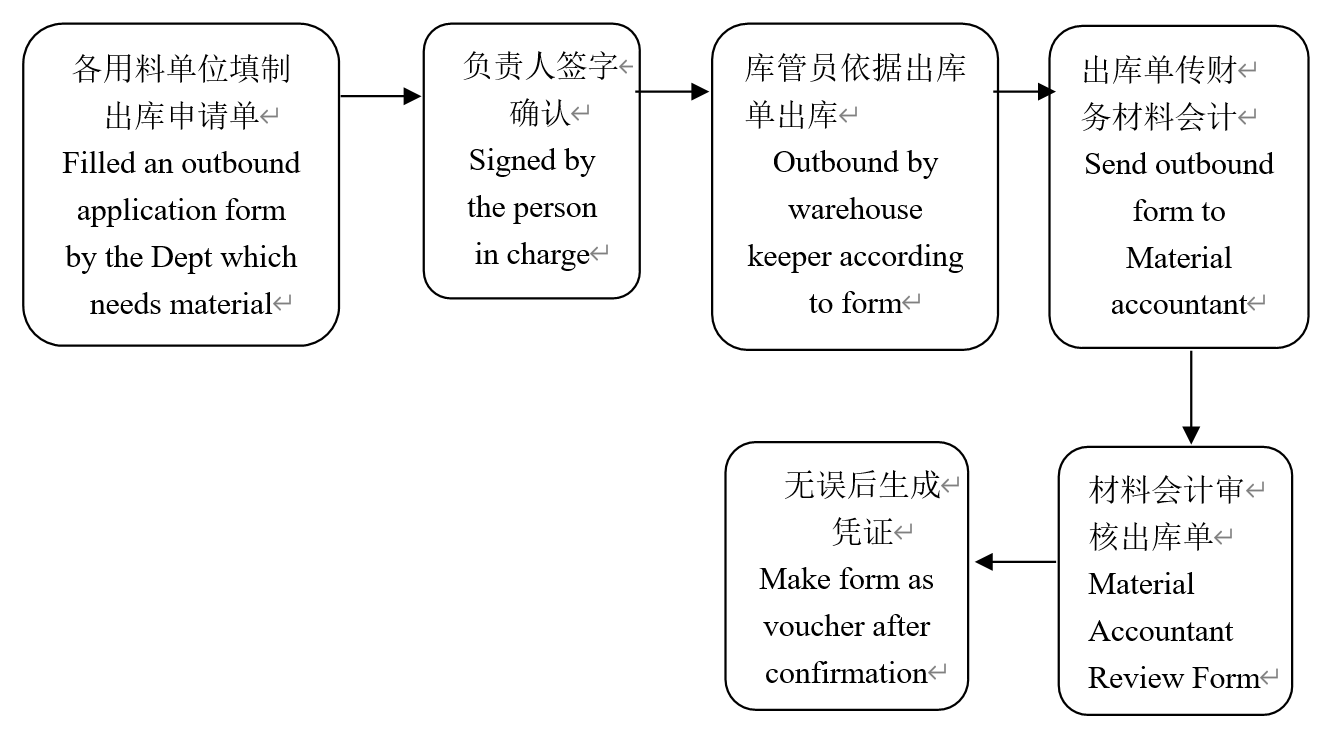 各用料单位填制
出库申请单
Filled an outbound
application form
by the Dept which
needs material
负责人签字
确认
Signed by
the person
in charge
库管员依据出库
单出库
Outbound by
warehouse
keeper according
to form
出库单传财
务材料会计
Send outbound
form to
Material
accountant
材料会计审
核出库单
Material
Accountant
Review Form
无误后生成
凭证
Make form as
voucher after
confirmation